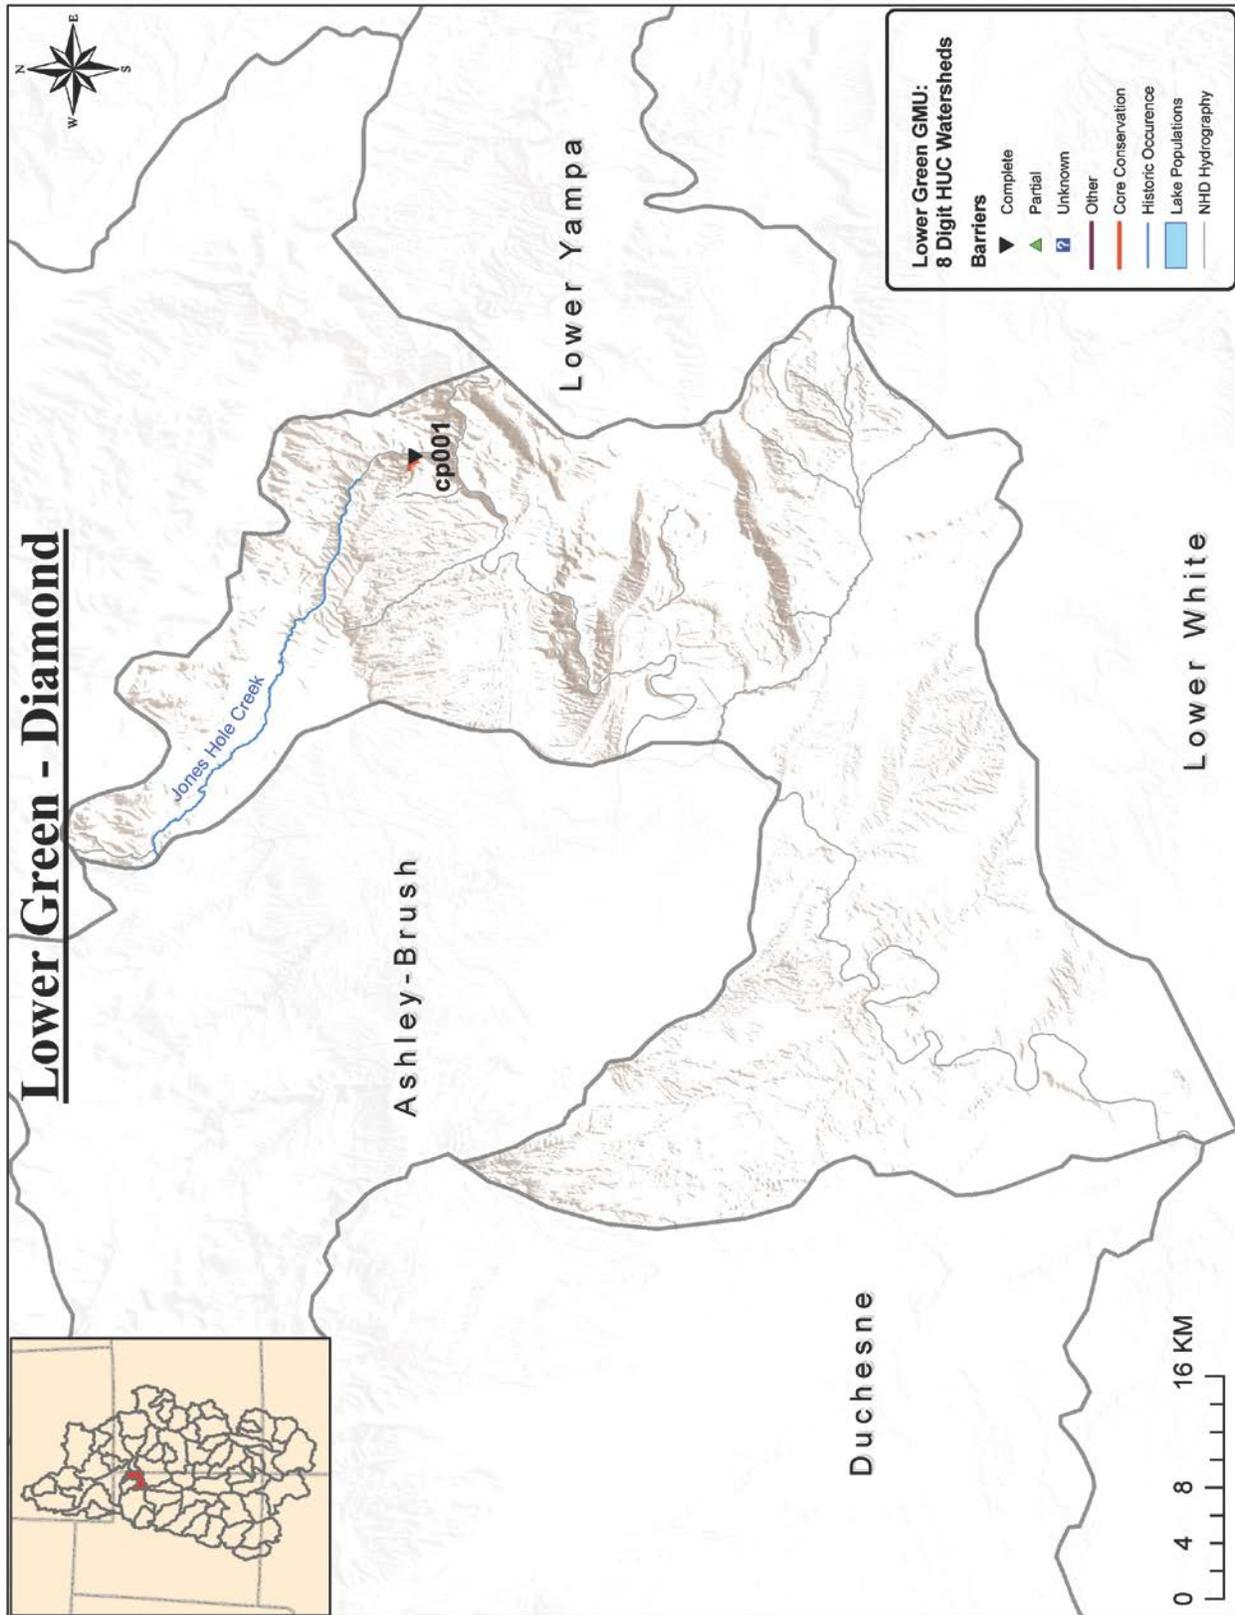 Lower Green - Diamond
N
W
E
S
Jones Hole Creek
cp001
Lower Yampa
Ashley-Brush
Duchesne
Lower White
0 4 8 16 KM
Lower Green GMU:
8 Digit HUC Watersheds
Barriers
Complete
Partial
? Unknown
Other
Core Conservation
Historic Occurence
Lake Populations
NHD Hydrography